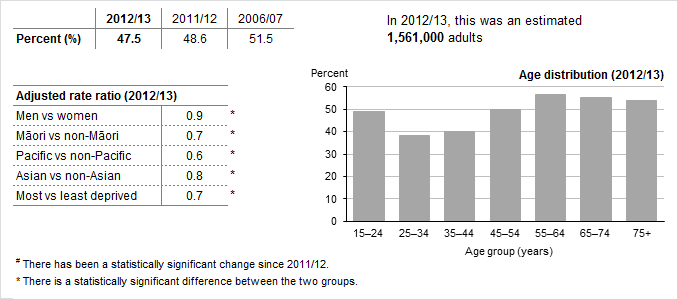 2012/13 2011/12 2006/07
Percent (%) 47.5 48.6 51.5
In 2012/13, this was an estimated
1,561,000 adults
Adjusted rate ratio (2012/13)
Men vs women 0.9 *
Māori vs non-Māori 0.7 *
Pacific vs non-Pacific 0.6 *
Asian vs non-Asian 0.8 *
Most vs least deprived 0.7 *
Percent Age distribution (2012/13)
60
50
40
30
20
10
0
15–24 25–34 35–44 45–54 55–64 65–74 75+
Age group (years)
# There has been a statistically significant change since 2011/12.
* There is a statistically significant difference between the two groups.